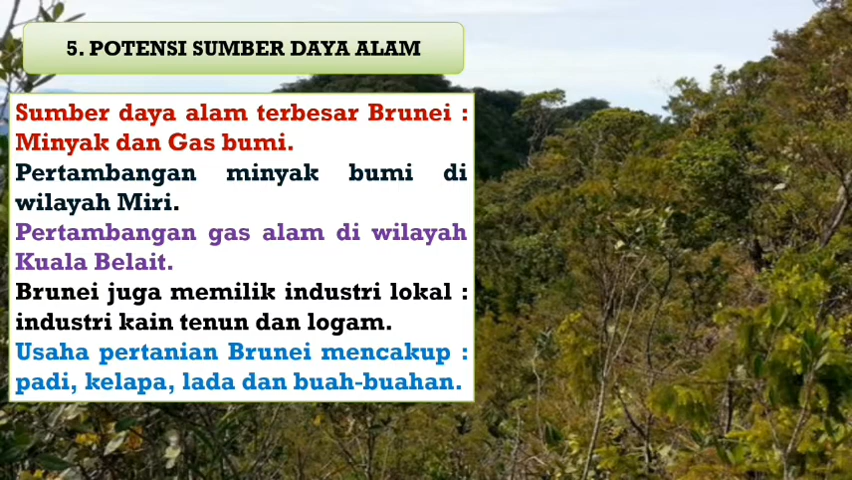 5. POTENSI SUMBER DAYA ALAM
Sumber daya alam terbesar Brunei :
Minyak dan Gas bumi.
Pertambangan minyak bumi di
wilayah Miri.
Pertambangan gas alam di wilayah
Kuala Belait.
Brunei juga memilik industri lokal :
industri kain tenun dan logam.
Usaha pertanian Brunei mencakup :
padi, kelapa, lada dan buah-buahan.